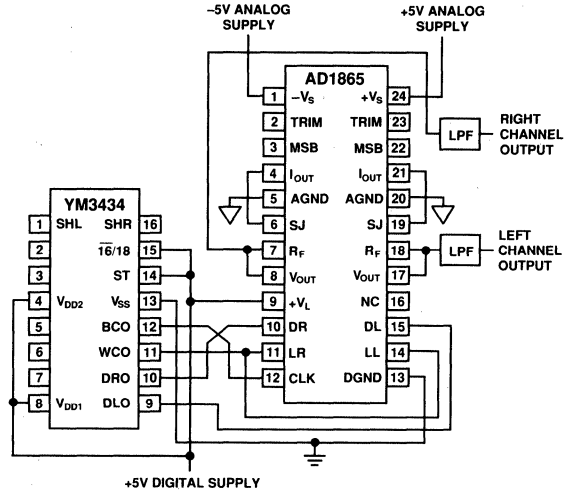 –5V ANALOG
SUPPLY
+5V ANALOG
SUPPLY
AD1865
1 –VS
+VS 24
2 TRIM
TRIM 23
3 MSB
MSB 22
4 IOUT
IOUT 21
5 AGND
AGND 20
6 SJ
SJ 19
7 RF
RF 18
8 VOUT
VOUT 17
9 +VL
NC 16
10 DR
DL 15
11 LR
LL 14
12 CLK
DGND 13
LPF
RIGHT
CHANNEL
OUTPUT
LPF
LEFT
CHANNEL
OUTPUT
YM3434
1 SHL
SHR 16
2
16/18 15
3
ST 14
4 VDD2
VSS 13
5
BCO 12
6
WCO 11
7
DRO 10
8 VDD1
DLO 9
+5V DIGITAL SUPPLY